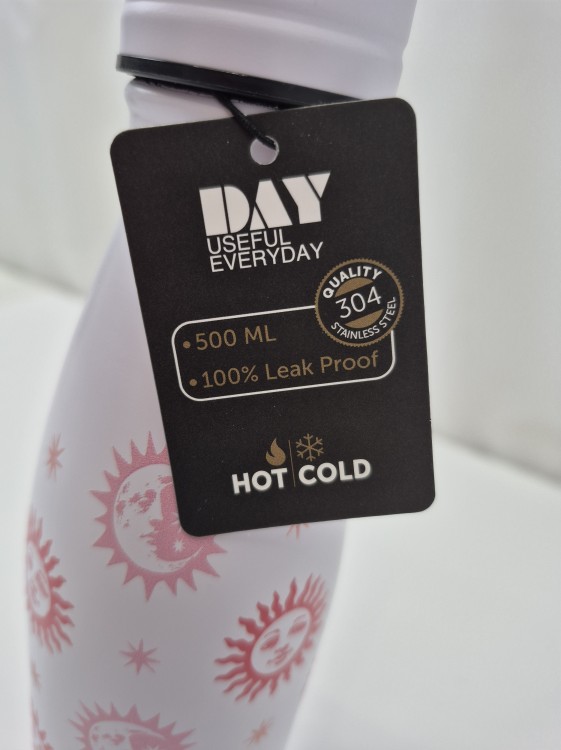 DAY
USEFUL
EVERYDAY
QUALITY
304
STAINLESS STEEL
•500 ML
•100% Leak Proof
HOT COLD